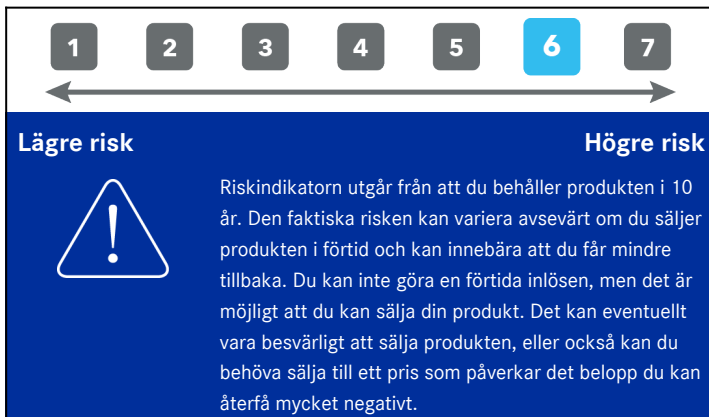 1 2 3 4 5 6 7
Lägre risk Högre risk
Riskindikatorn utgår från att du behåller produkten i 10
år. Den faktiska risken kan variera avsevärt om du säljer
produkten i förtid och kan innebära att du får mindre
tillbaka. Du kan inte göra en förtida inlösen, men det är
möjligt att du kan sälja din produkt. Det kan eventuellt
vara besvärligt att sälja produkten, eller också kan du
behöva sälja till ett pris som påverkar det belopp du kan
återfå mycket negativt.